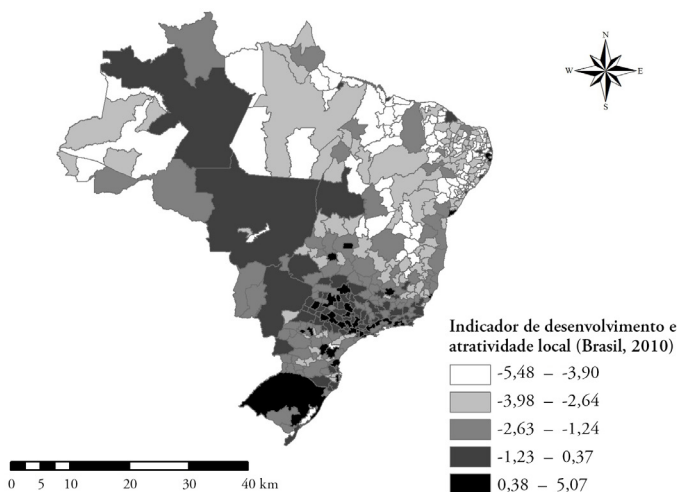 N
W E
S
Indicador de desenvolvimento e
atratividade local (Brasil, 2010)
-5,48 – -3,90
-3,98 – -2,64
-2,63 – -1,24
-1,23 – 0,37
0,38 – 5,07
0 5 10 20 30 40 km